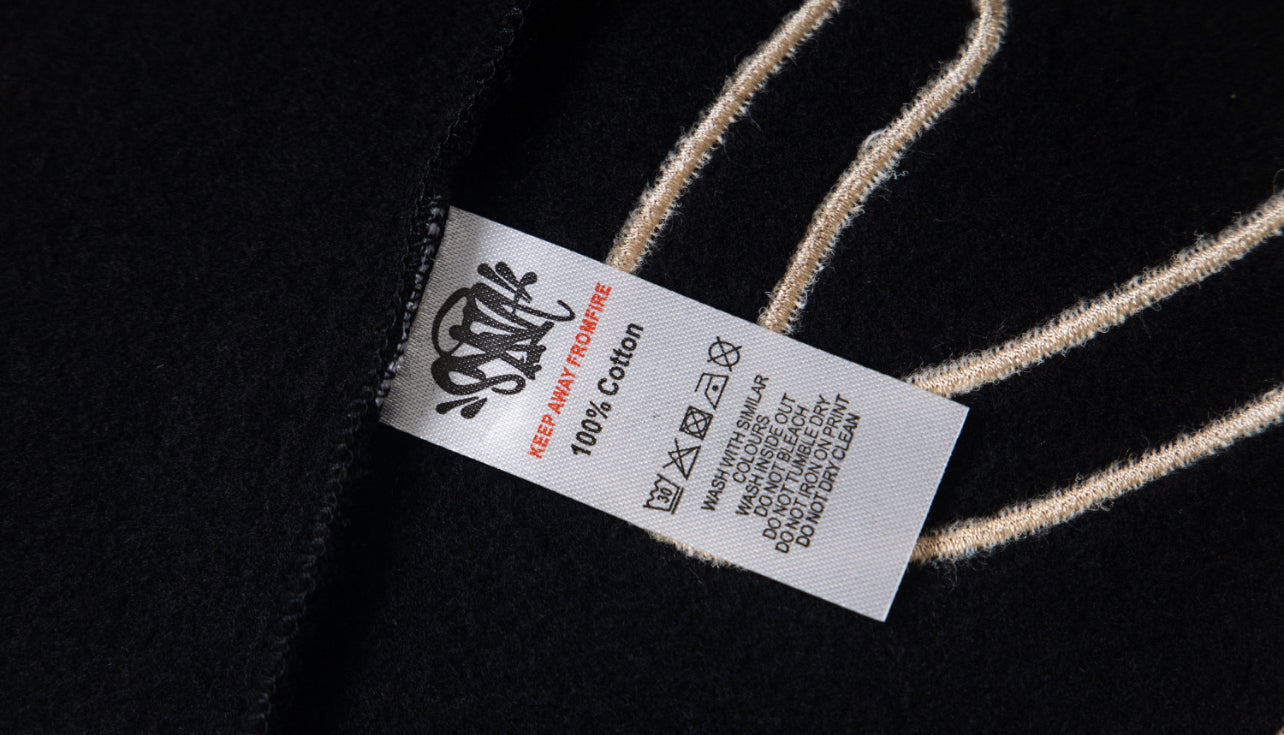 KEEP AWAY FROMFIRE
100% Cotton
30
WASH WITH SIMILAR
COLOURS
WASH INSIDE OUT
DO NOT BLEACH
DO NOT TUMBLE DRY
DO NOT IRON ON PRINT
DO NOT DRY CLEAN